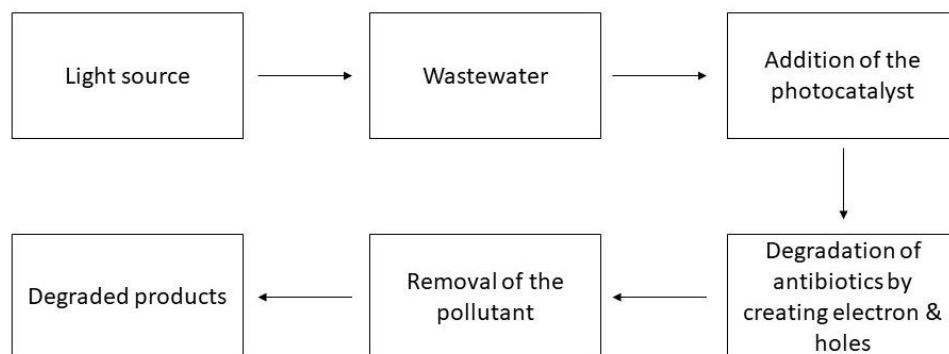 Light source
Wastewater
Addition of the
photocatalyst
Degradation of
antibiotics by
creating electron &
holes
Removal of the
pollutant
Degraded products